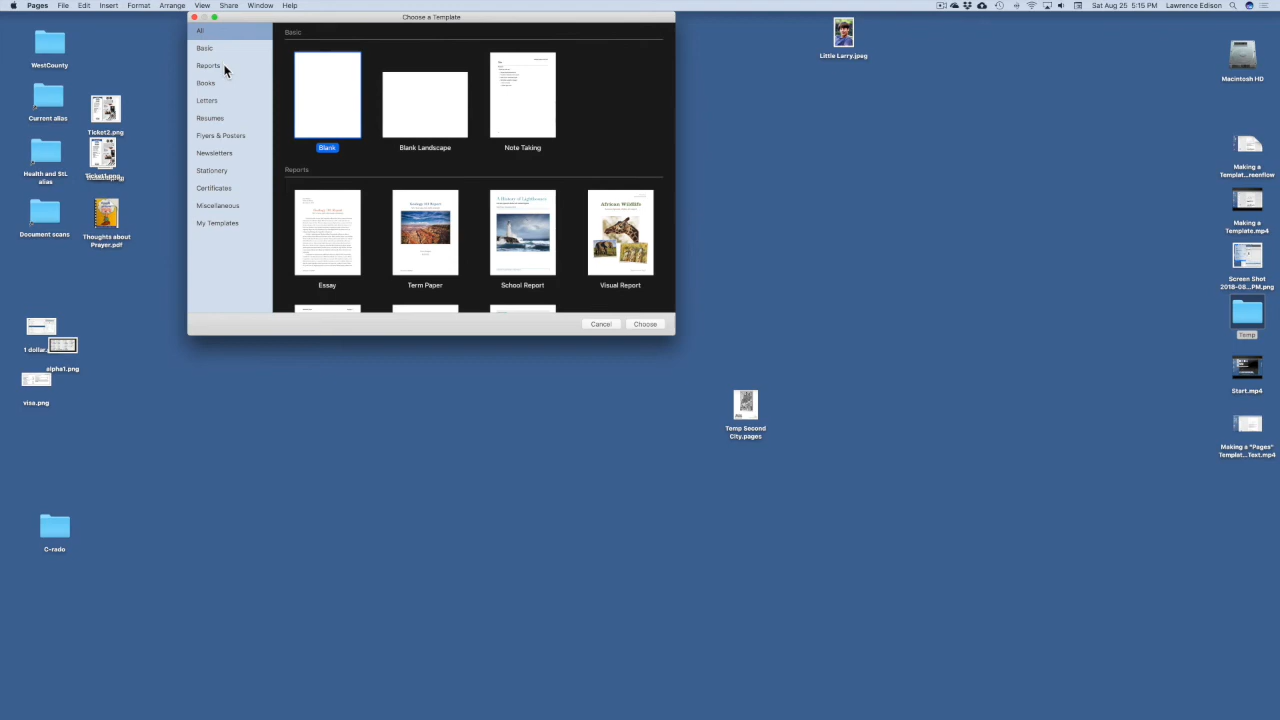 Pages File Edit Insert Format Arrange View Share Window Help
Sat Aug 25 5:15 PM Lawrence Edison
Choose a Template
All
Basic
Reports
Books
Letters
Resumes
Flyers & Posters
Newsletters
Stationery
Certificates
Miscellaneous
My Templates
Basic
Blank
Blank Landscape
Note Taking
Reports
A History of Lighthouses
African Wildlife
Essay
Term Paper
School Report
Visual Report
Cancel
Choose
WestCounty
Current alias
Ticket2.png
Health and StL
alias
Ticket1.png
Document scans
Thoughts about
Prayer.pdf
1 dollar.
alpha1.png
visa.png
C-rado
Little Larry.jpeg
Temp Second
City.pages
Macintosh HD
Making a
Templat...reenflow
Making a
Template.mp4
Screen Shot
2018-08...PM.png
Temp
Start.mp4
Making a "Pages"
Templat...Text.mp4